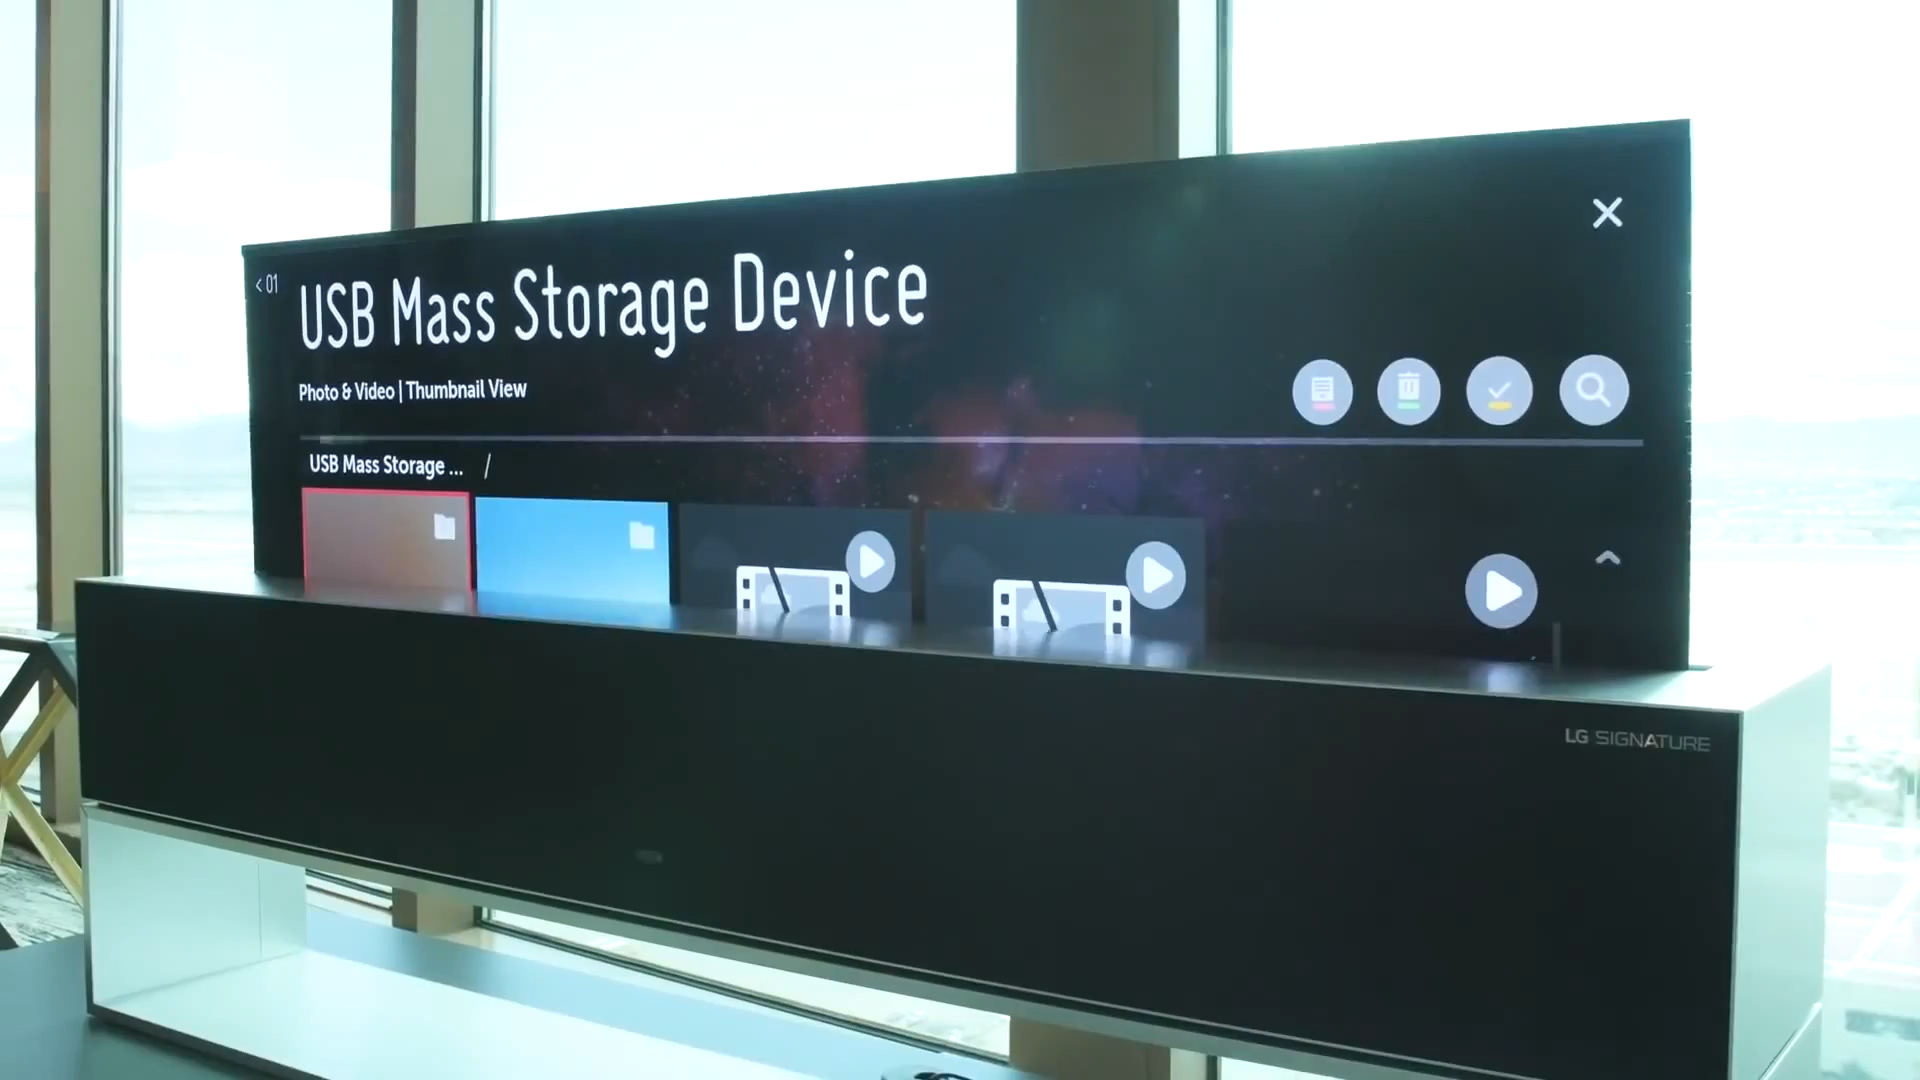 < 01
USB Mass Storage Device
Photo & Video | Thumbnail View
USB Mass Storage ... /
LG SIGNATURE